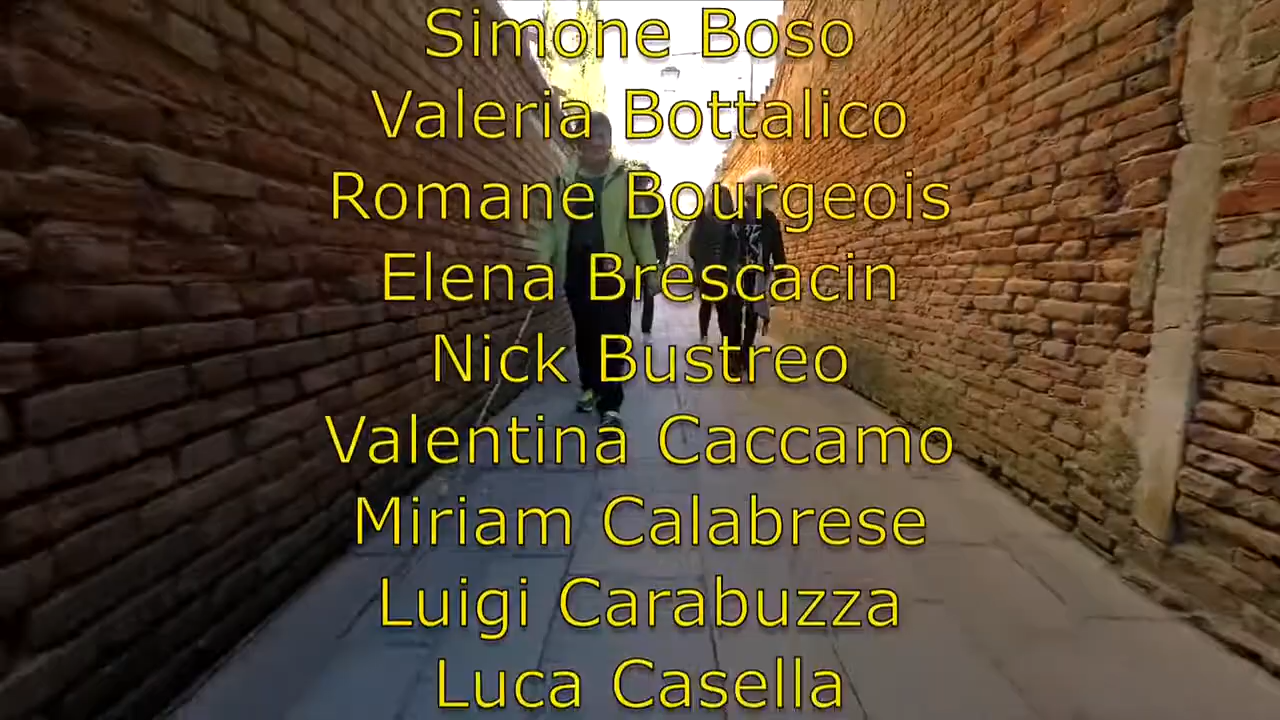 Simone Boso
Valeria Bottalico
Romane Bourgeois
Elena Brescacin
Nick Bustreo
Valentina Caccamo
Miriam Calabrese
Luigi Carabuzza
Luca Casella